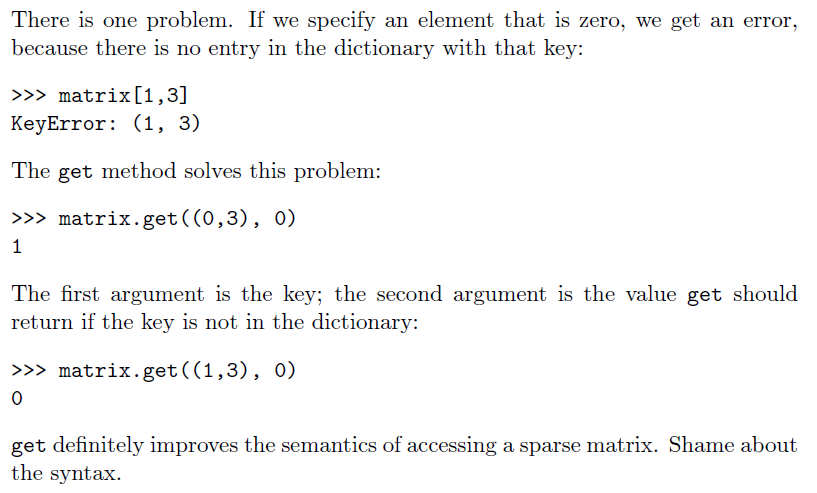 There is one problem. If we specify an element that is zero, we get an error,
because there is no entry in the dictionary with that key:
>>> matrix[1,3]
KeyError: (1, 3)
The get method solves this problem:
>>> matrix.get((0,3), 0)
1
The first argument is the key; the second argument is the value get should
return if the key is not in the dictionary:
>>> matrix.get((1,3), 0)
0
get definitely improves the semantics of accessing a sparse matrix. Shame about
the syntax.